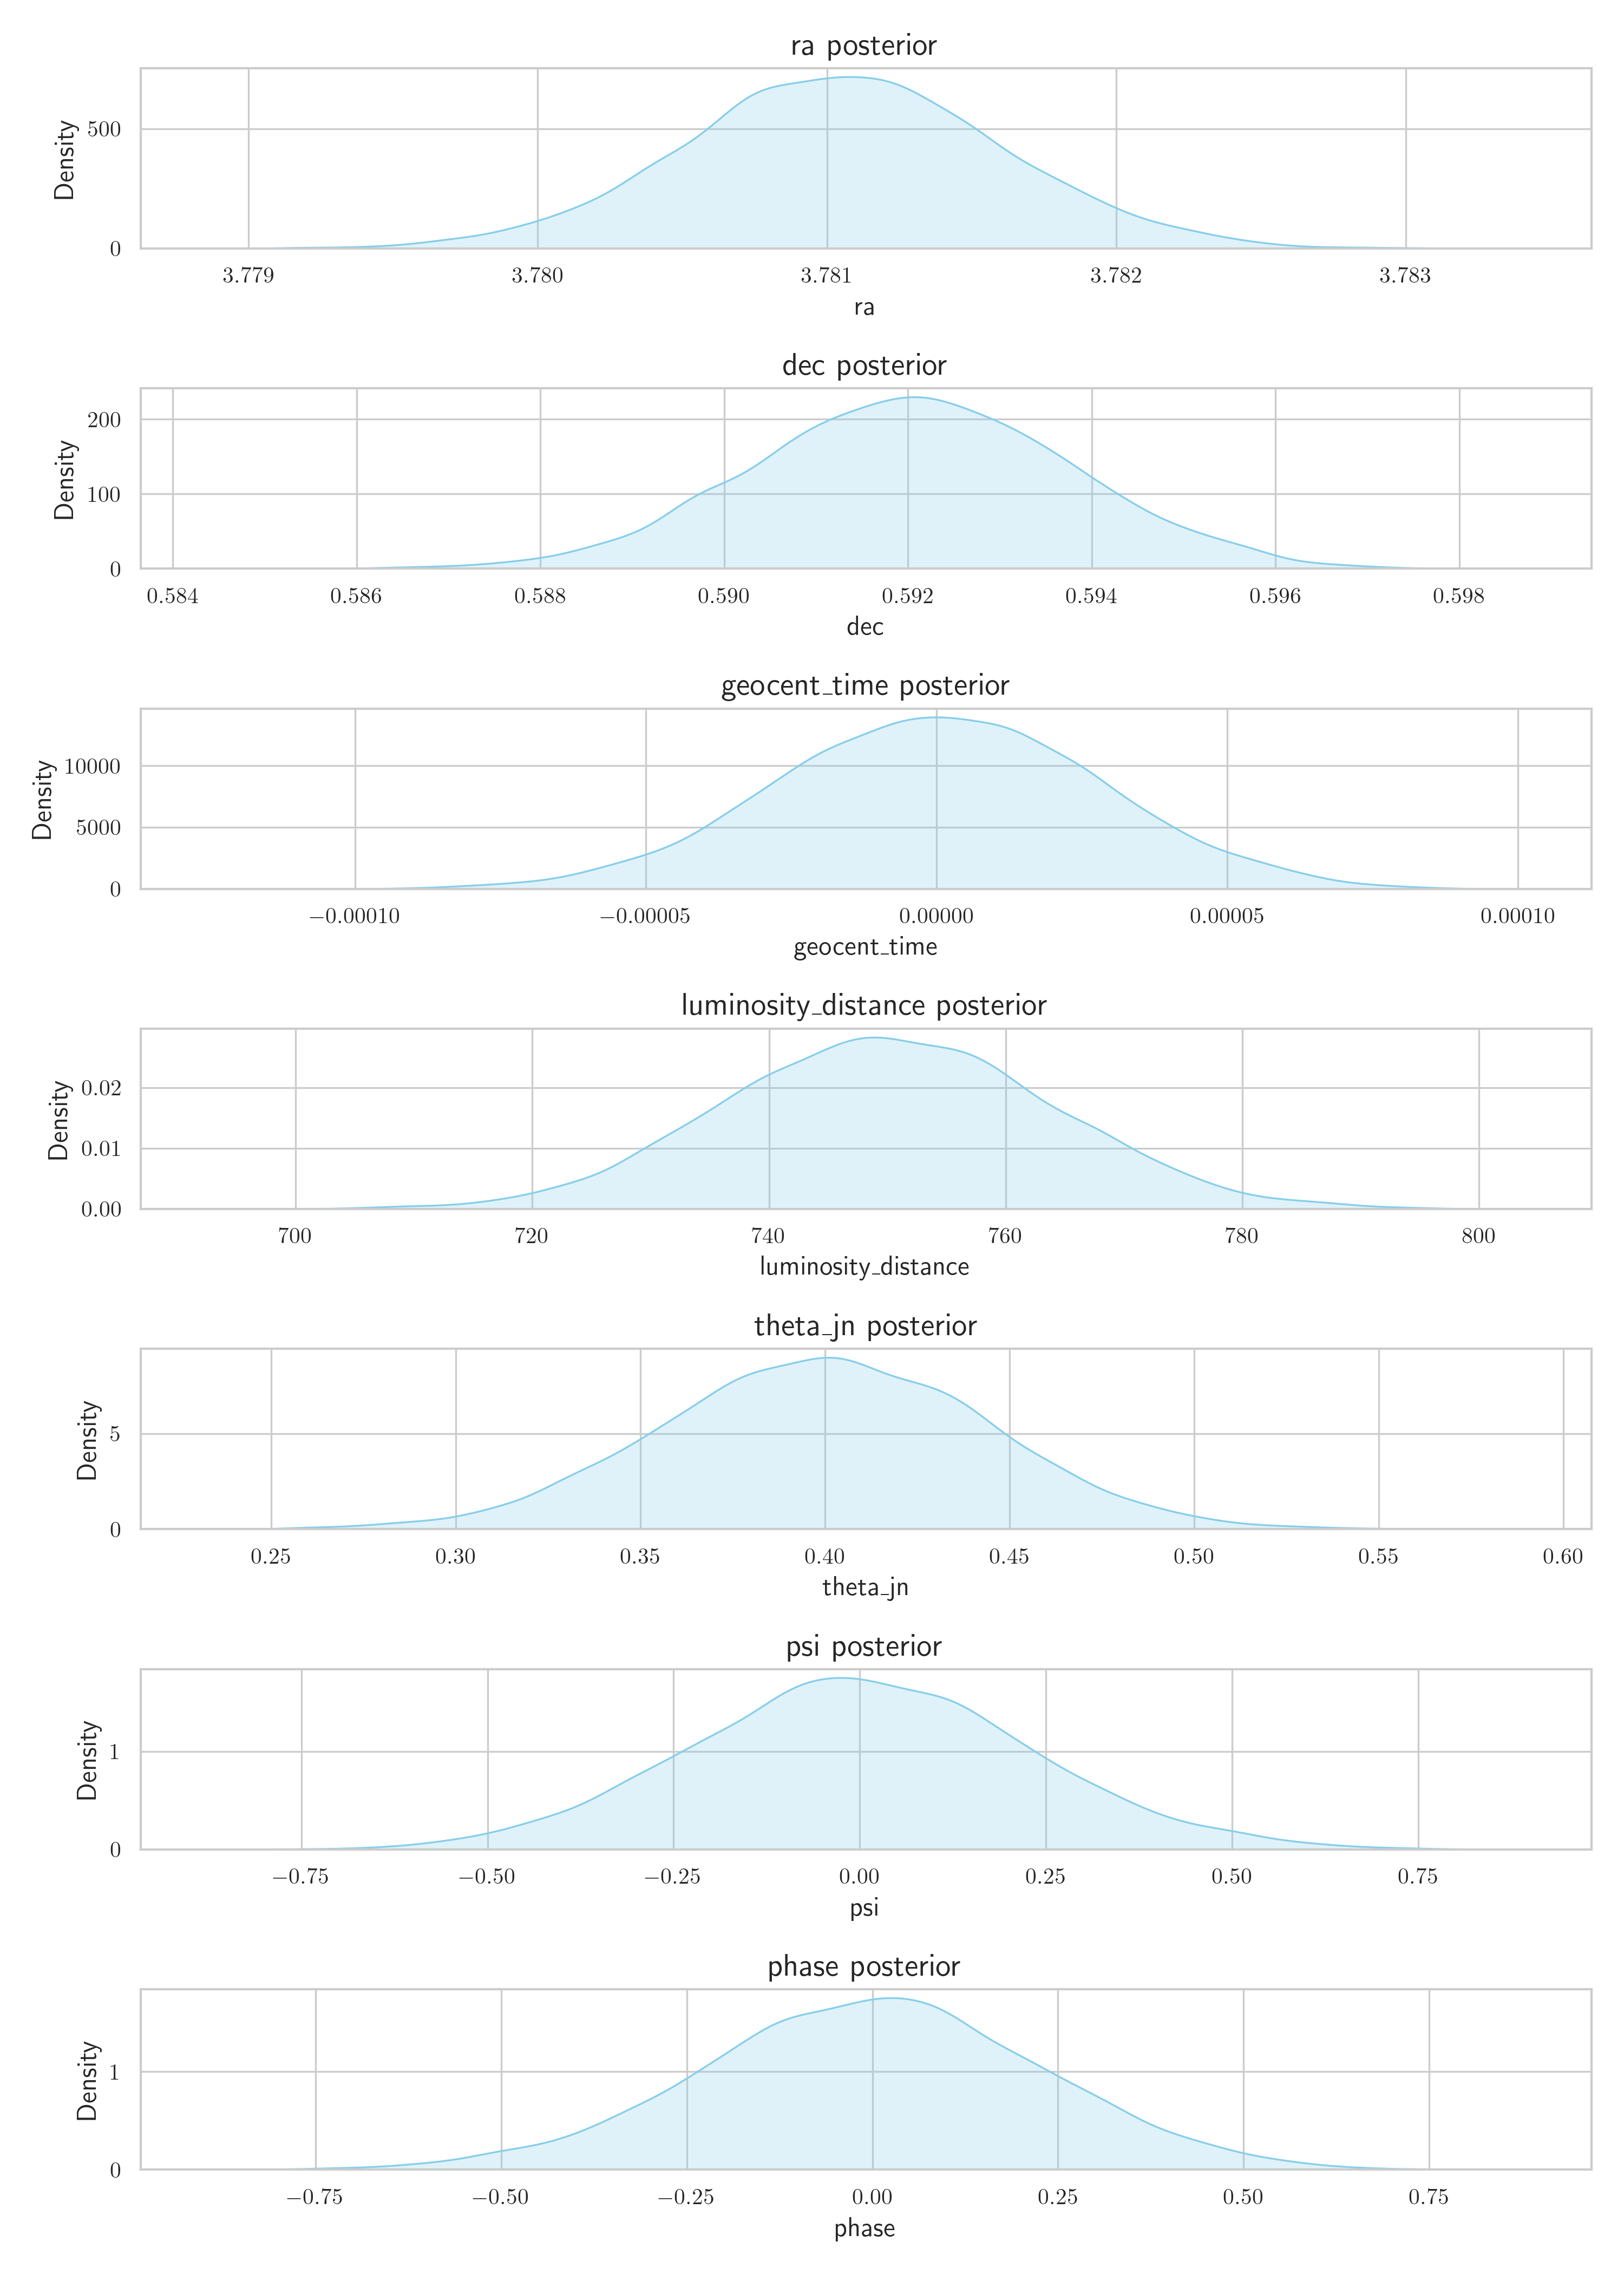 ra posterior
Density
500
0
3.779 3.780 3.781 3.782 3.783
ra
dec posterior
Density
200
100
0
0.584 0.586 0.588 0.590 0.592 0.594 0.596 0.598
dec
geocent_time posterior
Density
10000
5000
0
−0.00010 −0.00005 0.00000 0.00005 0.00010
geocent_time
luminosity_distance posterior
Density
0.02
0.01
0.00
700 720 740 760 780 800
luminosity_distance
theta_jn posterior
Density
5
0
0.25 0.30 0.35 0.40 0.45 0.50 0.55 0.60
theta_jn
psi posterior
Density
1
0
−0.75 −0.50 −0.25 0.00 0.25 0.50 0.75
psi
phase posterior
Density
1
0
−0.75 −0.50 −0.25 0.00 0.25 0.50 0.75
phase